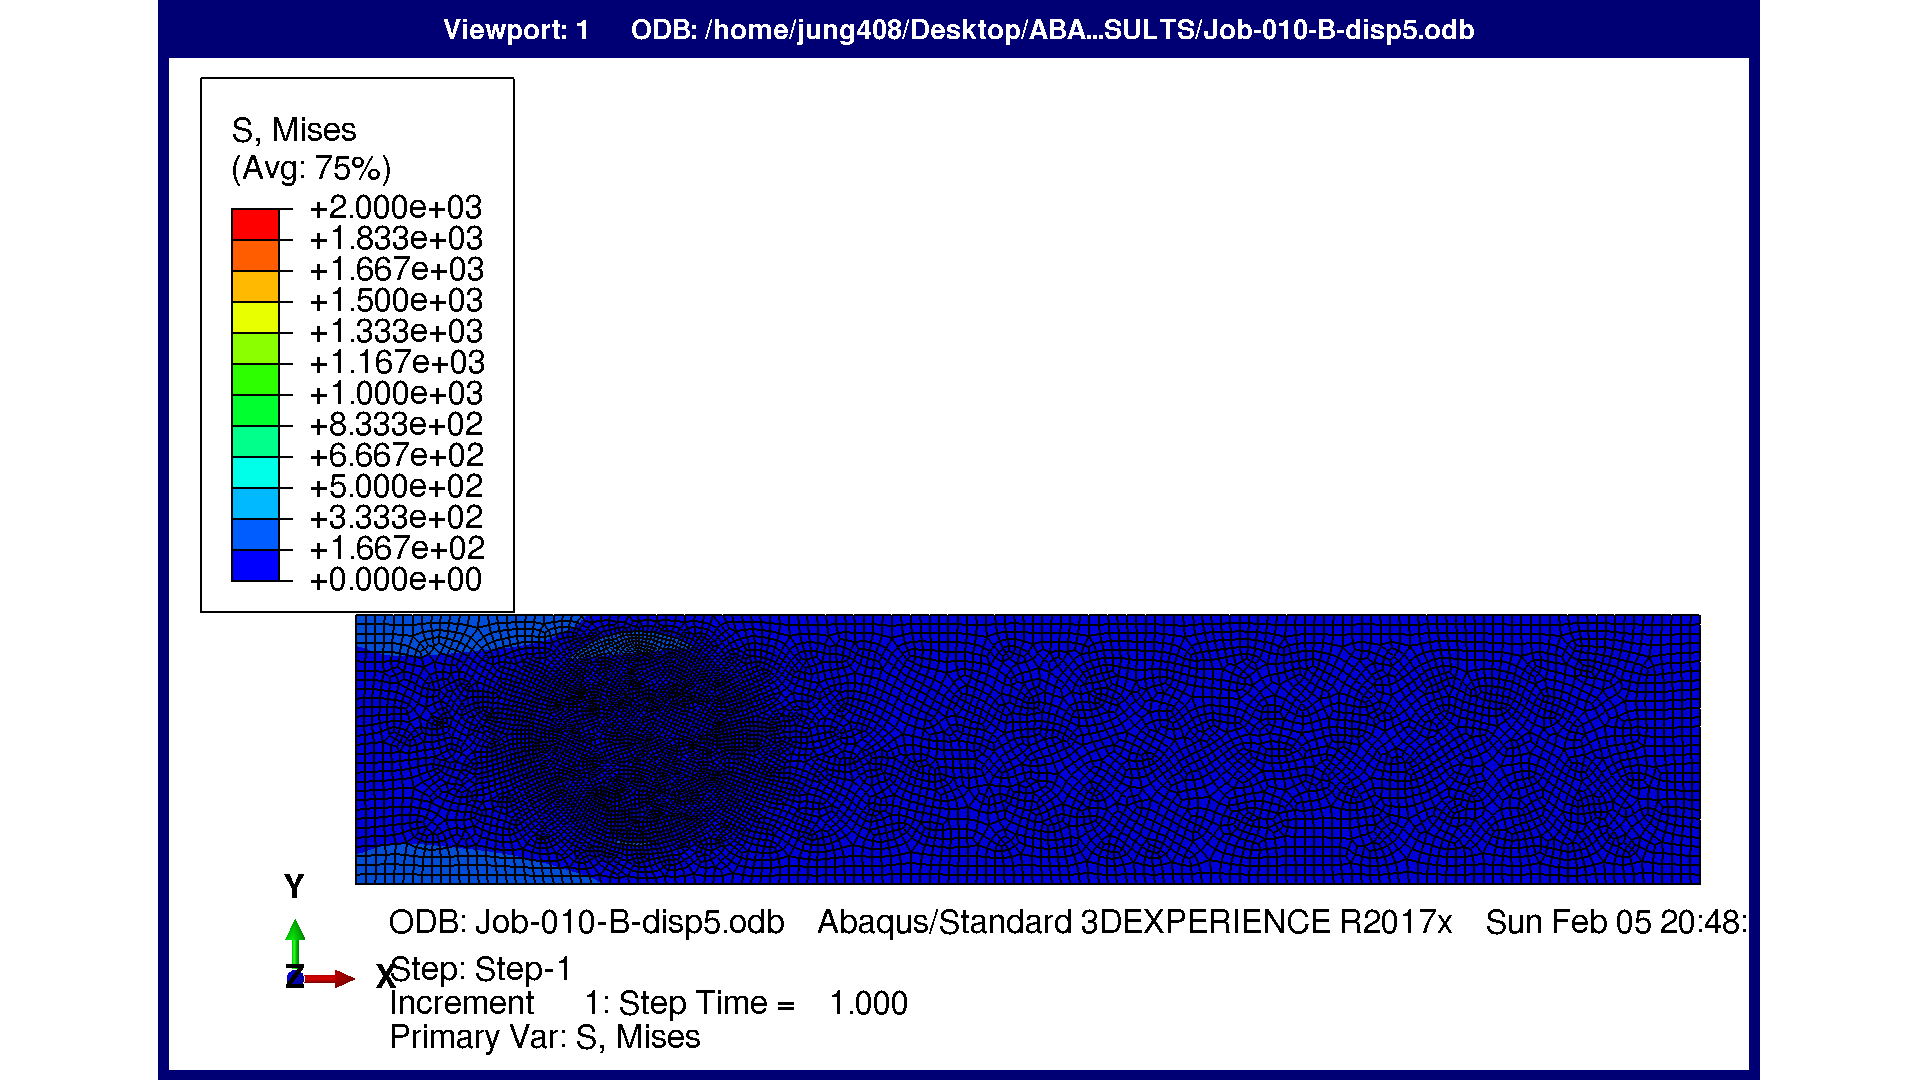 Viewport: 1 ODB: /home/jung408/Desktop/ABA...SULTS/Job-010-B-disp5.odb
S, Mises
(Avg: 75%)
+2.000e+03
+1.833e+03
+1.667e+03
+1.500e+03
+1.333e+03
+1.167e+03
+1.000e+03
+8.333e+02
+6.667e+02
+5.000e+02
+3.333e+02
+1.667e+02
+0.000e+00
Y
Z
X
ODB: Job-010-B-disp5.odb Abaqus/Standard 3DEXPERIENCE R2017x Sun Feb 05 20:48:
Step: Step-1
Increment 1: Step Time = 1.000
Primary Var: S, Mises